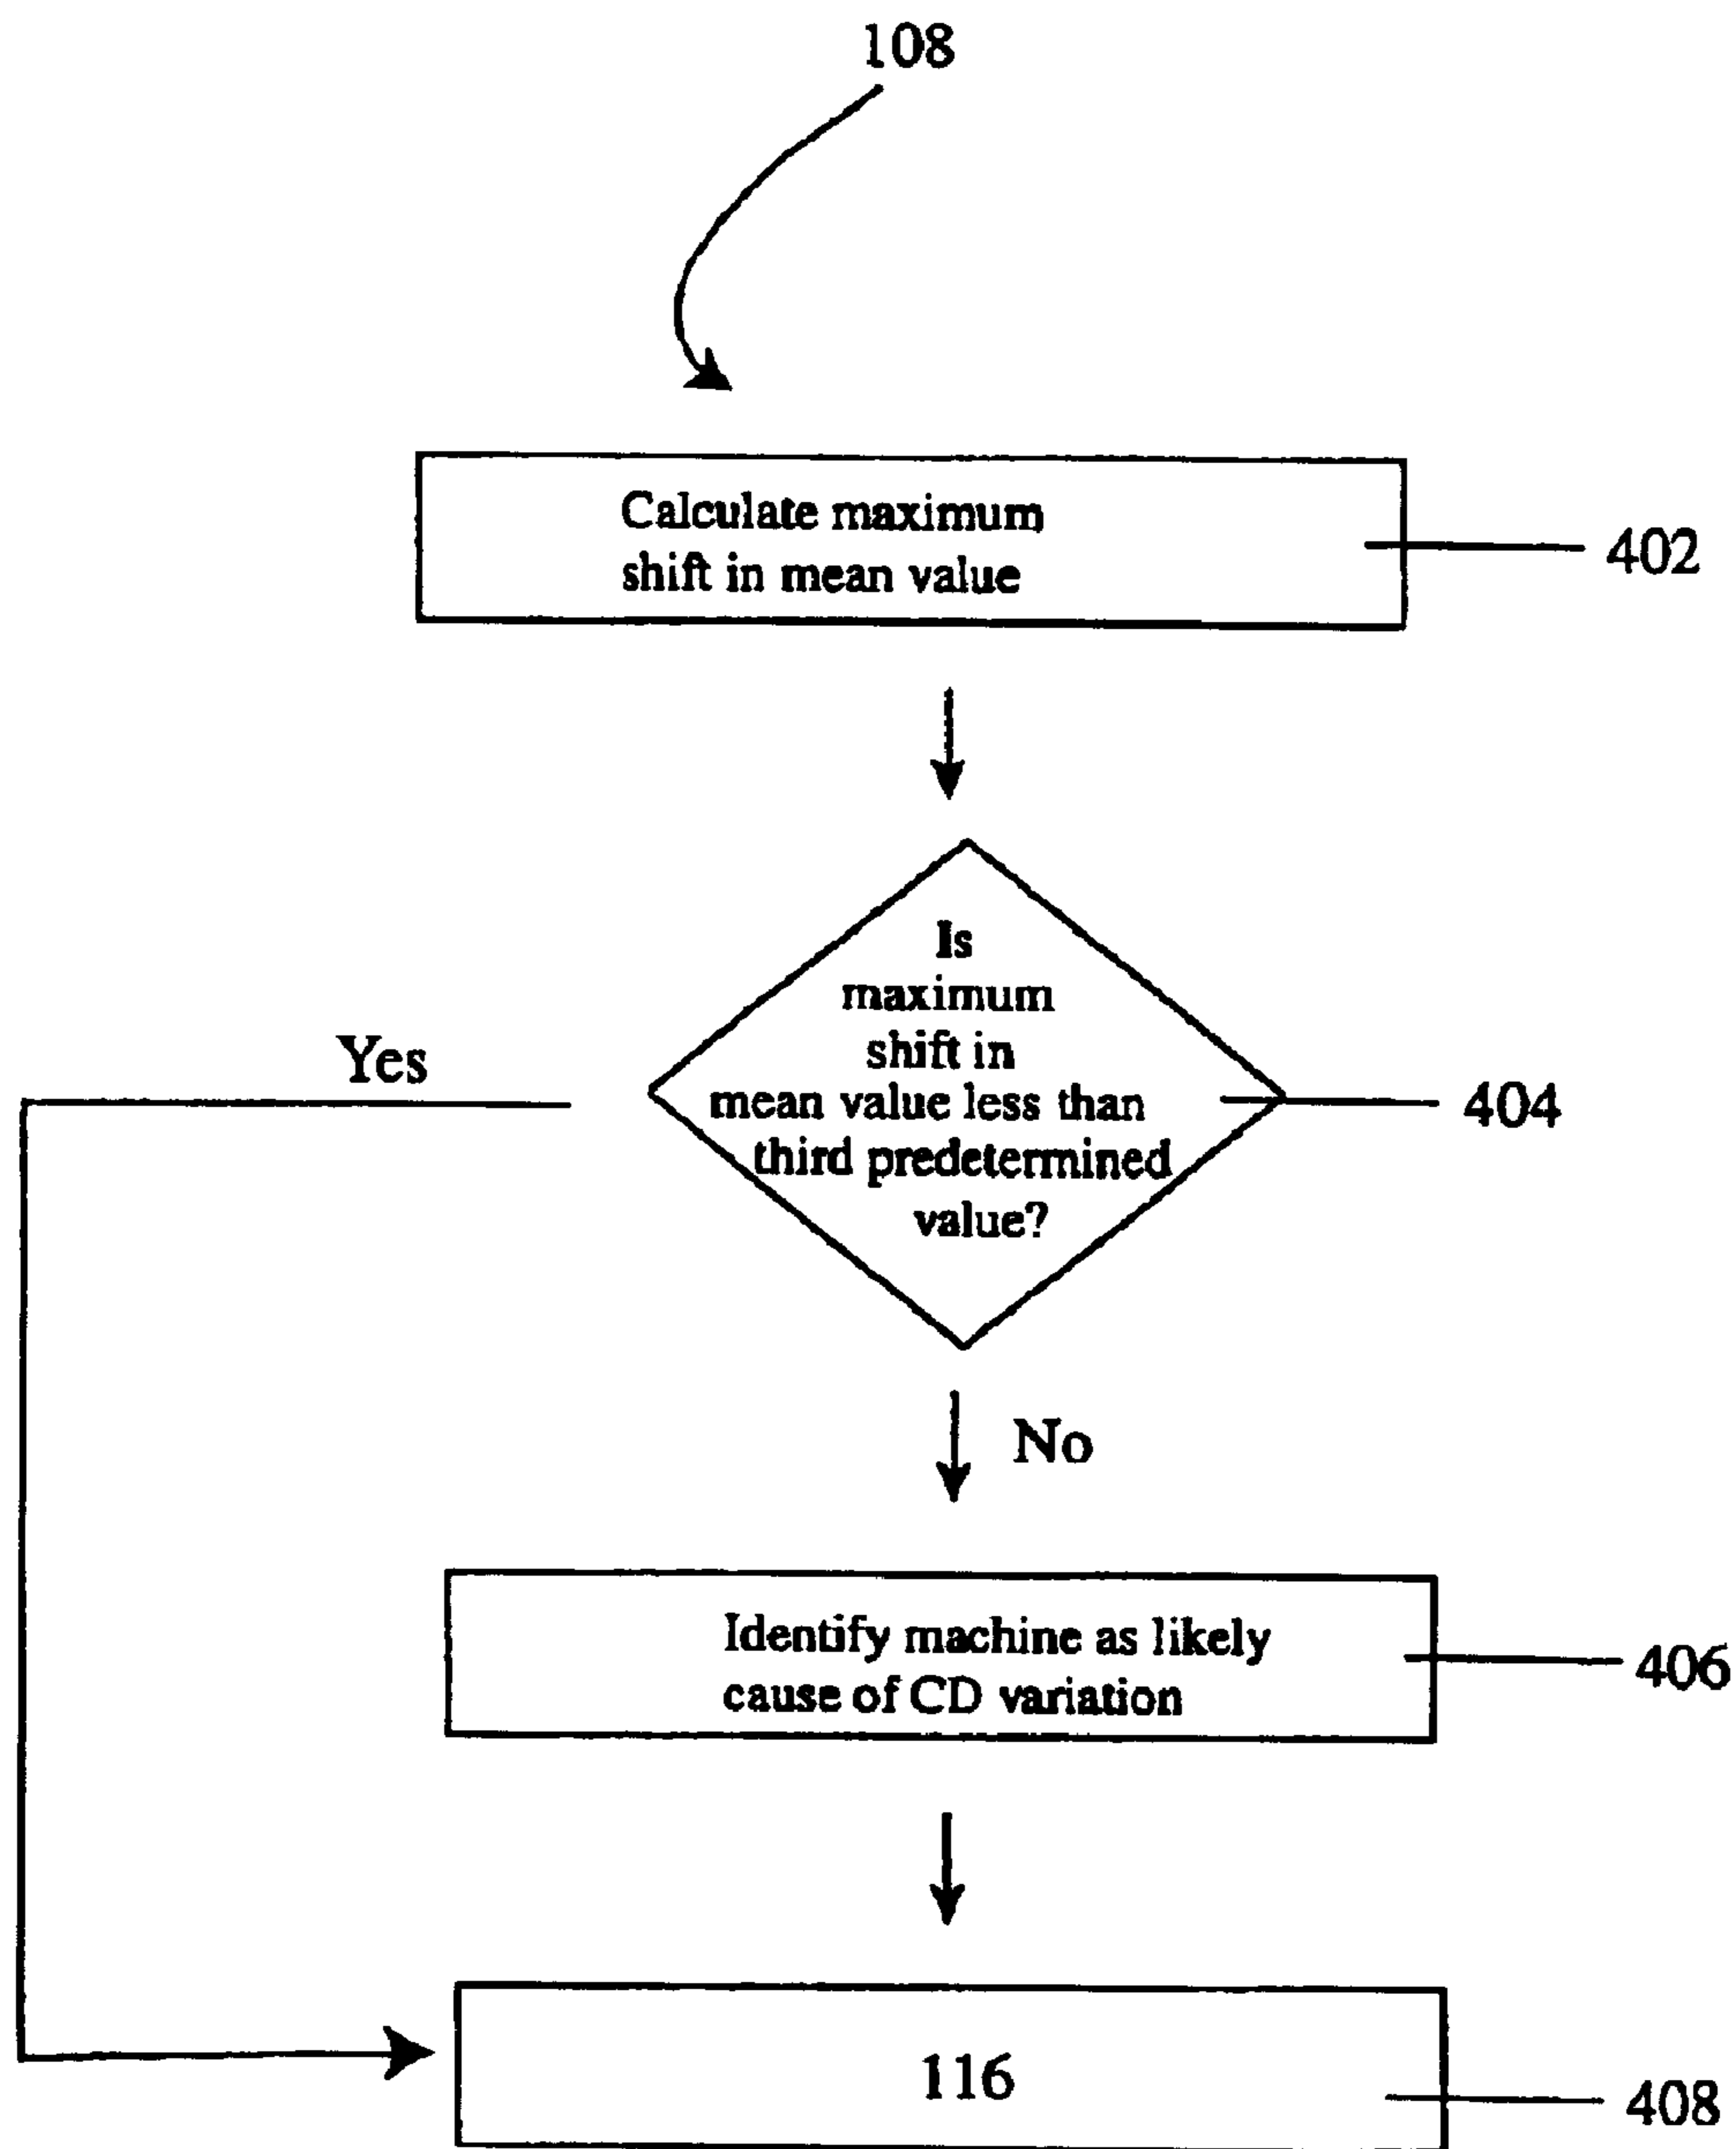 108
Calculate maximum
shift in mean value
402
Is
maximum
shift in
mean value less than
third predetermined
value?
404
Yes
No
Identify machine as likely
cause of CD variation
406
116
408